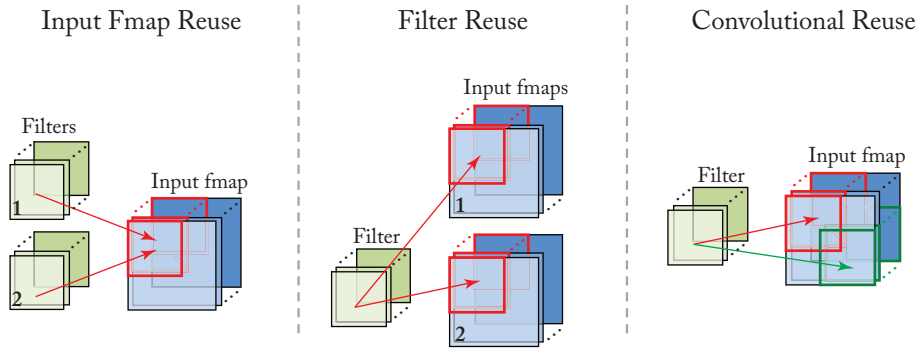 Input Fmap Reuse
Filters
1
2
Input fmap
Filter Reuse
Input fmaps
1
Filter
2
Convolutional Reuse
Filter
Input fmap